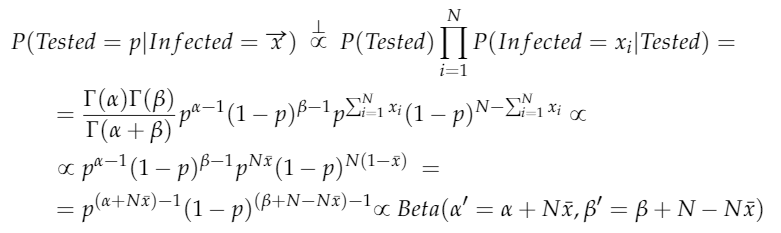 P(Tested = p|Infected = x⃗) ∝^⊥ P(Tested) ∏_{i=1}^{N} P(Infected = x_i|Tested) =
= Γ(α)Γ(β)/Γ(α + β) p^{α−1}(1 − p)^{β−1} p^{∑_{i=1}^{N} x_i}(1 − p)^{N−∑_{i=1}^{N} x_i} ∝
∝ p^{α−1}(1 − p)^{β−1} p^{Nx̄}(1 − p)^{N(1−x̄)} =
= p^{(α+Nx̄)−1}(1 − p)^{(β+N−Nx̄)−1} ∝ Beta(α′ = α + Nx̄, β′ = β + N − Nx̄)